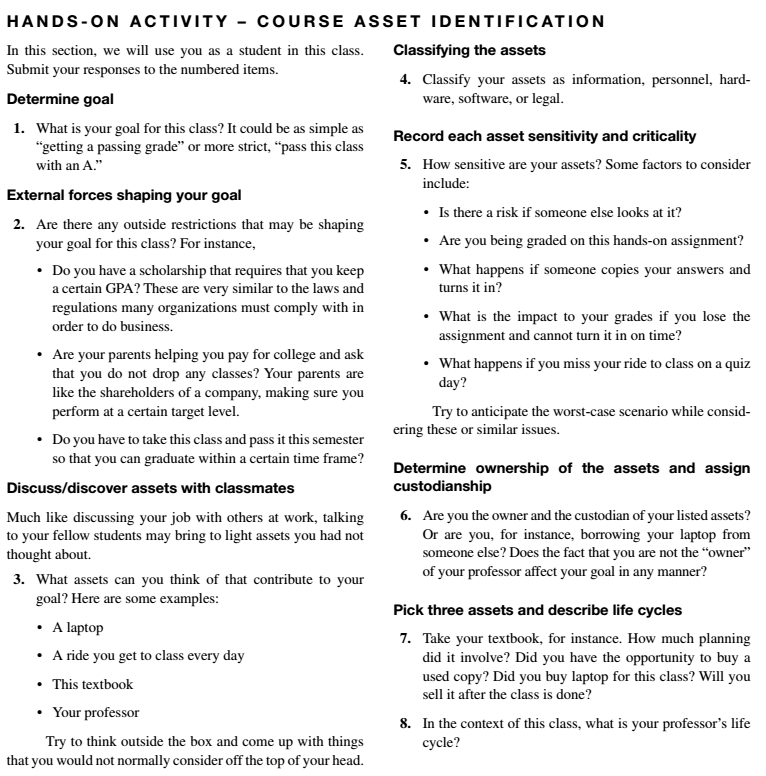 HANDS-ON ACTIVITY – COURSE ASSET IDENTIFICATION
In this section, we will use you as a student in this class.
Submit your responses to the numbered items.
Determine goal
1. What is your goal for this class? It could be as simple as
“getting a passing grade” or more strict, “pass this class
with an A.”
External forces shaping your goal
2. Are there any outside restrictions that may be shaping
your goal for this class? For instance,
• Do you have a scholarship that requires that you keep
a certain GPA? These are very similar to the laws and
regulations many organizations must comply with in
order to do business.
• Are your parents helping you pay for college and ask
that you do not drop any classes? Your parents are
like the shareholders of a company, making sure you
perform at a certain target level.
• Do you have to take this class and pass it this semester
so that you can graduate within a certain time frame?
Discuss/discover assets with classmates
Much like discussing your job with others at work, talking
to your fellow students may bring to light assets you had not
thought about.
3. What assets can you think of that contribute to your
goal? Here are some examples:
• A laptop
• A ride you get to class every day
• This textbook
• Your professor
Try to think outside the box and come up with things
that you would not normally consider off the top of your head.
Classifying the assets
4. Classify your assets as information, personnel, hard-
ware, software, or legal.
Record each asset sensitivity and criticality
5. How sensitive are your assets? Some factors to consider
include:
• Is there a risk if someone else looks at it?
• Are you being graded on this hands-on assignment?
• What happens if someone copies your answers and
turns it in?
• What is the impact to your grades if you lose the
assignment and cannot turn it in on time?
• What happens if you miss your ride to class on a quiz
day?
Try to anticipate the worst-case scenario while consid-
ering these or similar issues.
Determine ownership of the assets and assign
custodianship
6. Are you the owner and the custodian of your listed assets?
Or are you, for instance, borrowing your laptop from
someone else? Does the fact that you are not the “owner”
of your professor affect your goal in any manner?
Pick three assets and describe life cycles
7. Take your textbook, for instance. How much planning
did it involve? Did you have the opportunity to buy a
used copy? Did you buy laptop for this class? Will you
sell it after the class is done?
8. In the context of this class, what is your professor’s life
cycle?